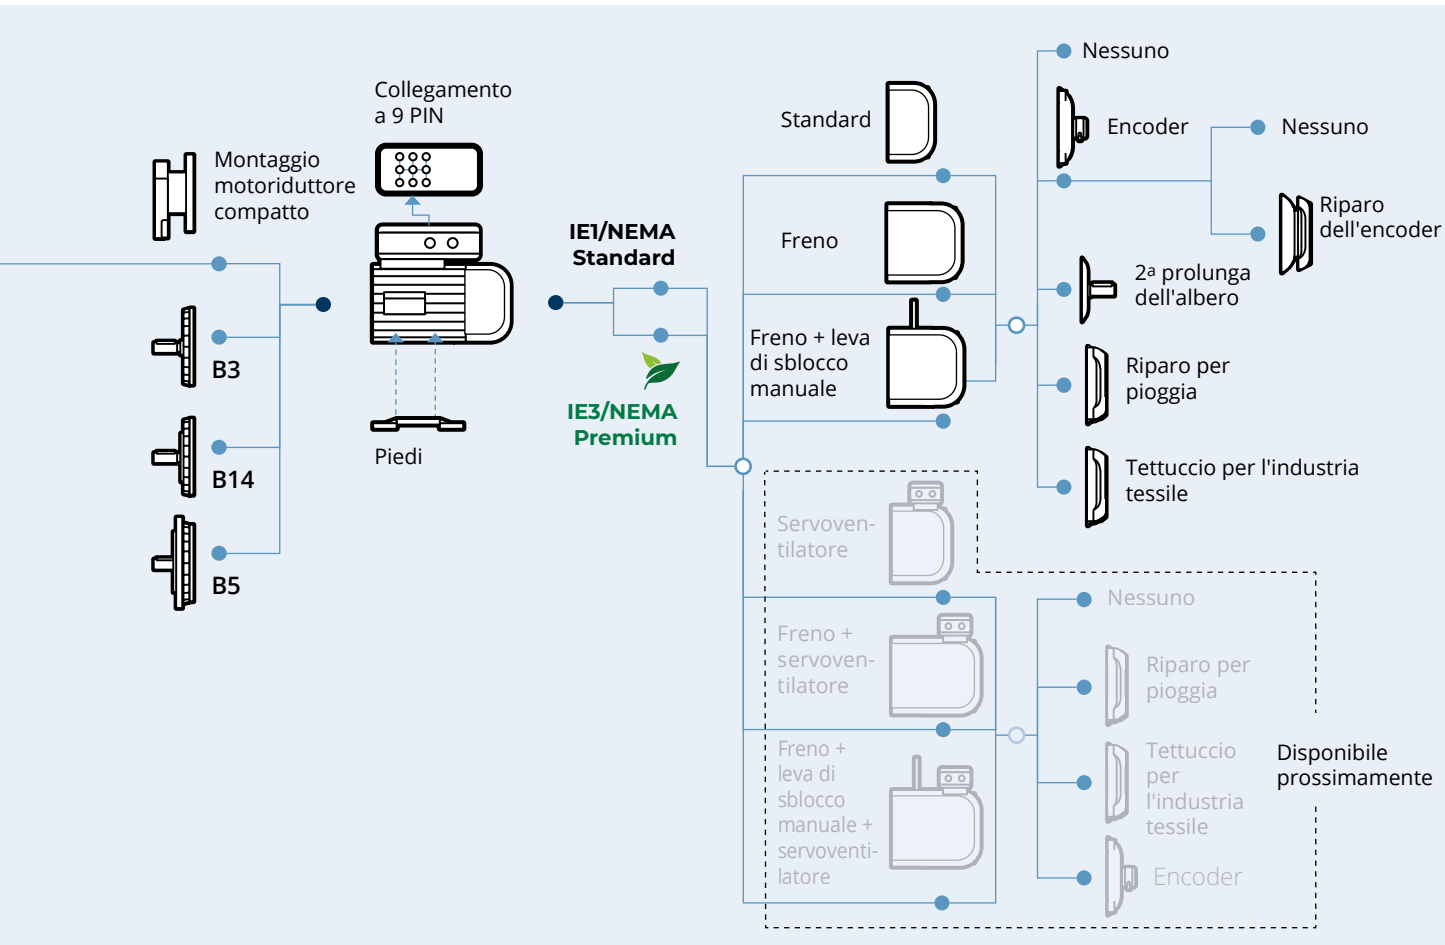 Collegamento
a 9 PIN
Montaggio
motoriduttore
compatto
B3
B14
B5
Piedi
IE1/NEMA
Standard
IE3/NEMA
Premium
Standard
Freno
Freno + leva
di sblocco
manuale
Nessuno
Encoder
Nessuno
Riparo
dell'encoder
2a prolunga
dell'albero
Riparo per
pioggia
Tettuccio per l'industria
tessile
Servoven-
tilatore
Freno +
servoven-
tilatore
Freno +
leva di
sblocco
manuale +
servoventi-
latore
Nessuno
Riparo per
pioggia
Tettuccio
per
l'industria
tessile
Encoder
Disponibile
prossimamente